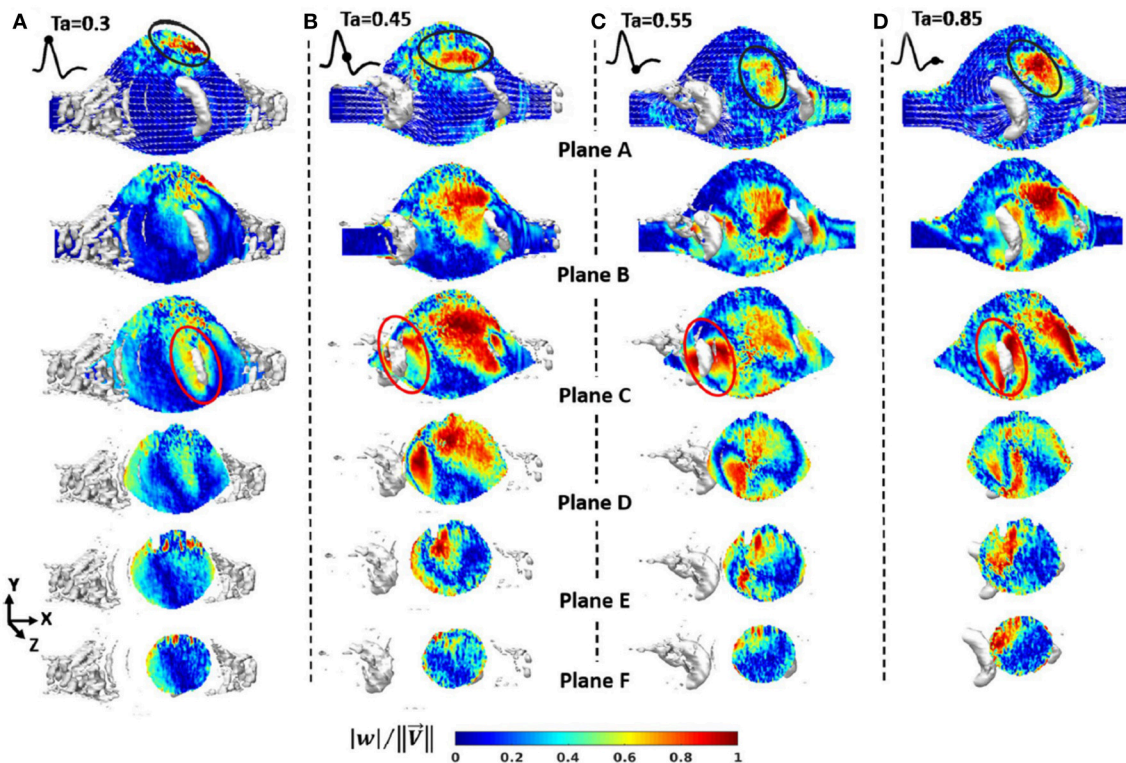 A Ta=0.3 B Ta=0.45 C Ta=0.55 D Ta=0.85
Plane A
Plane B
Plane C
Plane D
Plane E
Plane F
Y
X
Z
|w|/‖V⃗‖
0 0.2 0.4 0.6 0.8 1